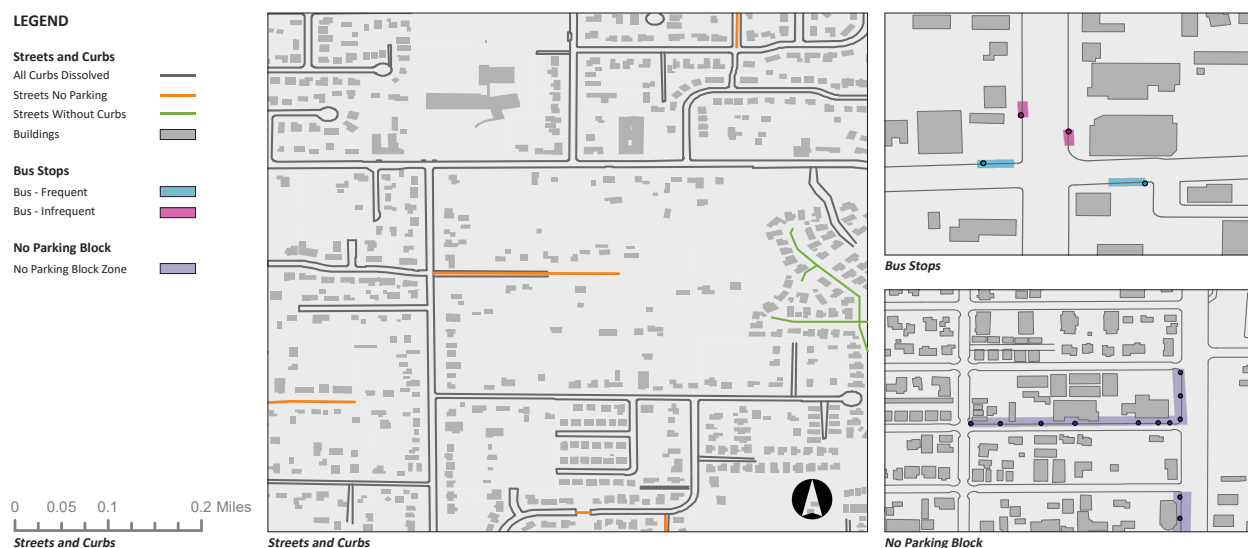 LEGEND
Streets and Curbs
All Curbs Dissolved
Streets No Parking
Streets Without Curbs
Buildings
Bus Stops
Bus - Frequent
Bus - Infrequent
No Parking Block
No Parking Block Zone
0 0.05 0.1 0.2 Miles
Streets and Curbs
Streets and Curbs
Bus Stops
No Parking Block